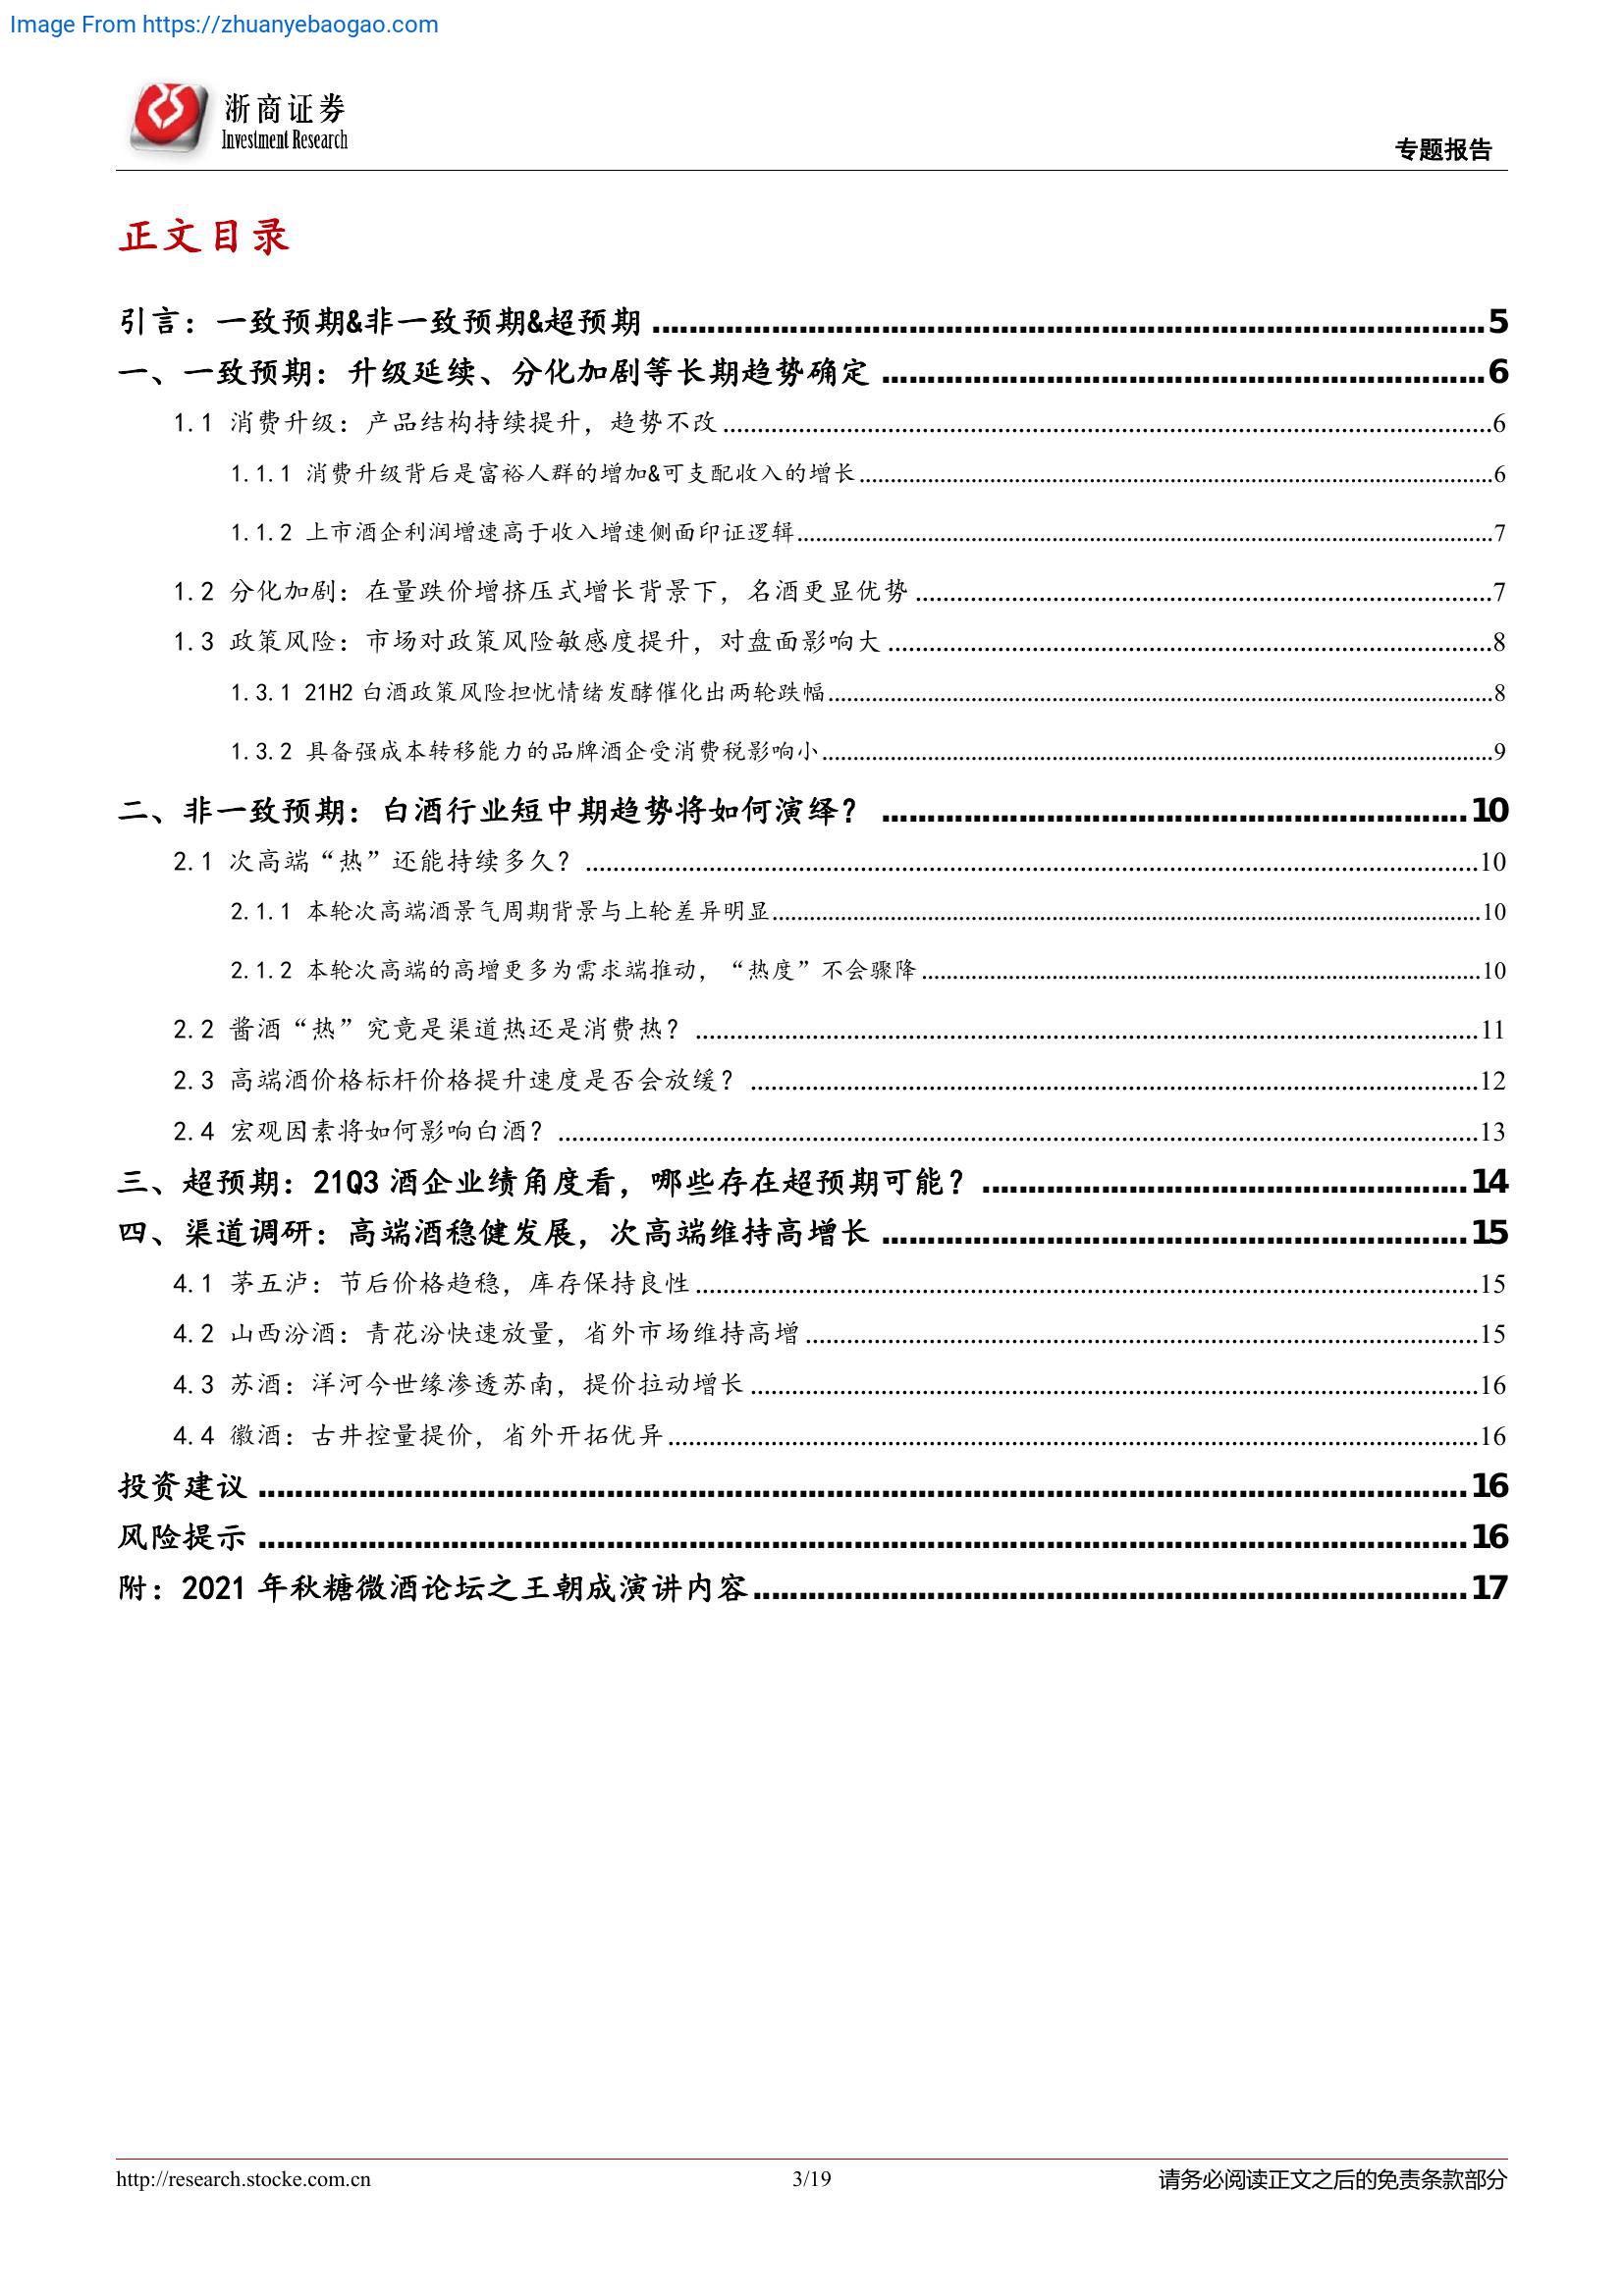 Image From https://zhuanyebaogao.com
浙商证券
Investment Research
专题报告
正文目录
引言：一致预期&非一致预期&超预期 5
一、一致预期：升级延续、分化加剧等长期趋势确定 6
1.1 消费升级：产品结构持续提升，趋势不改 6
1.1.1 消费升级背后是富裕人群的增加&可支配收入的增长 6
1.1.2 上市酒企利润增速高于收入增速侧面印证逻辑 7
1.2 分化加剧：在量跌价增挤压式增长背景下，名酒更显优势 7
1.3 政策风险：市场对政策风险敏感度提升，对盘面影响大 8
1.3.1 21H2 白酒政策风险担忧情绪发酵催化出两轮跌幅 8
1.3.2 具备强成本转移能力的品牌酒企受消费税影响小 9
二、非一致预期：白酒行业短中期趋势将如何演绎？ 10
2.1 次高端“热”还能持续多久？ 10
2.1.1 本轮次高端酒景气周期背景与上轮差异明显 10
2.1.2 本轮次高端的高增更多为需求端推动，“热度”不会骤降 10
2.2 酱酒“热”究竟是渠道热还是消费热？ 11
2.3 高端酒价格标杆价格提升速度是否会放缓？ 12
2.4 宏观因素将如何影响白酒？ 13
三、超预期：21Q3 酒企业绩角度看，哪些存在超预期可能？ 14
四、渠道调研：高端酒稳健发展，次高端维持高增长 15
4.1 茅五泸：节后价格趋稳，库存保持良性 15
4.2 山西汾酒：青花汾快速放量，省外市场维持高增 15
4.3 苏酒：洋河今世缘渗透苏南，提价拉动增长 16
4.4 徽酒：古井控量提价，省外开拓优异 16
投资建议 16
风险提示 16
附：2021 年秋糖微酒论坛之王朝成演讲内容 17
http://research.stocke.com.cn
3/19
请务必阅读正文之后的免责条款部分